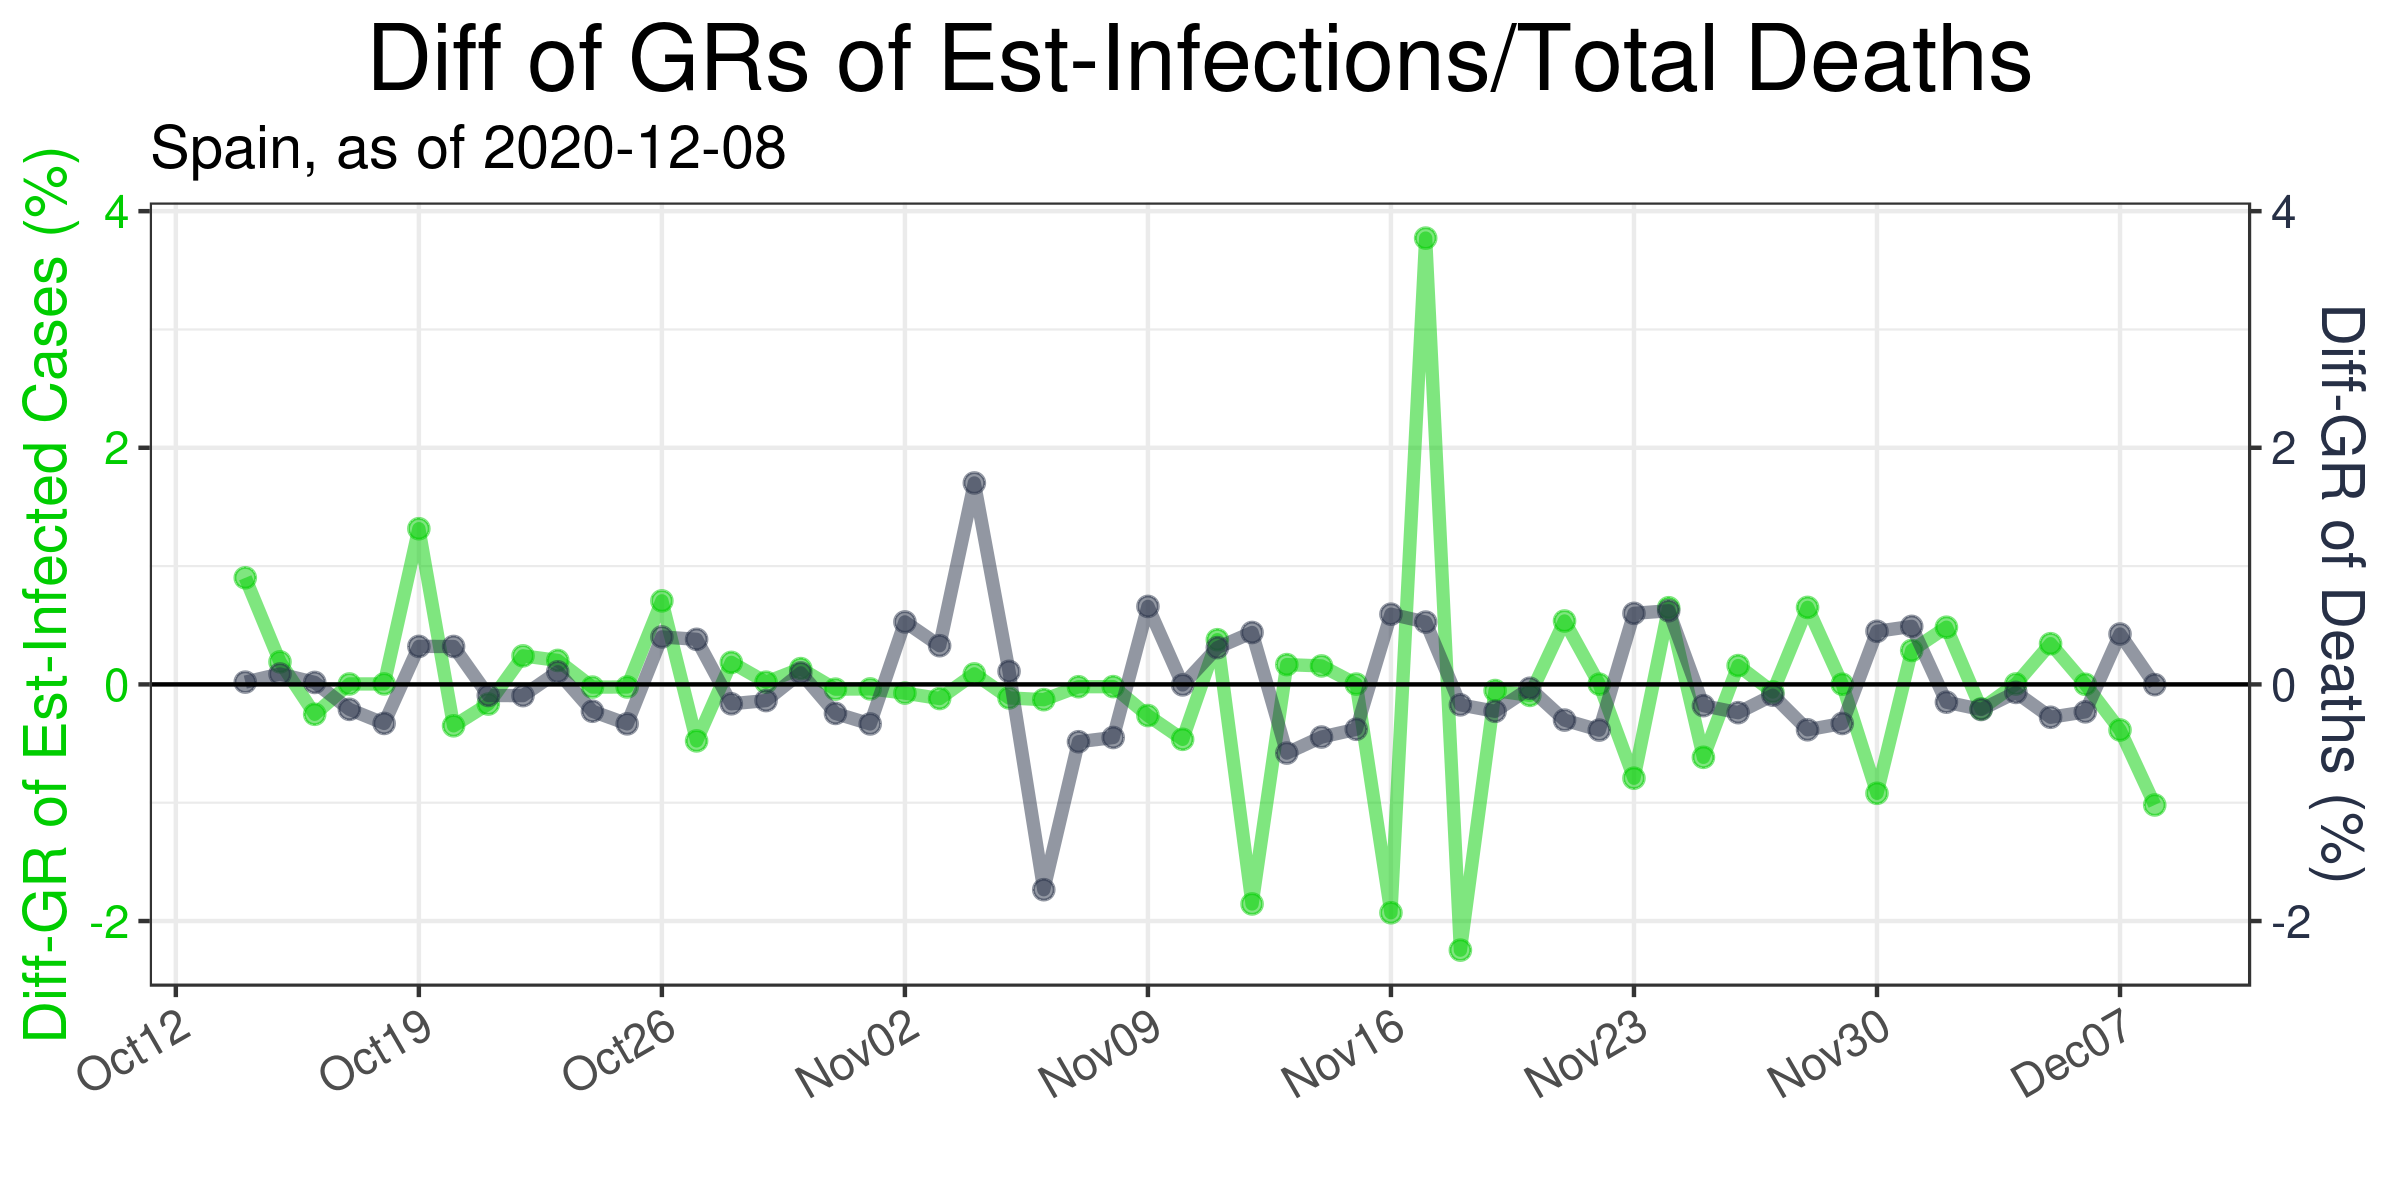 Diff of GRs of Est-Infections/Total Deaths
Spain, as of 2020-12-08
Diff-GR of Est-Infected Cases (%)
4
2
0
-2
4
2
0
-2
Diff-GR of Deaths (%)
Oct12
Oct19
Oct26
Nov02
Nov09
Nov16
Nov23
Nov30
Dec07